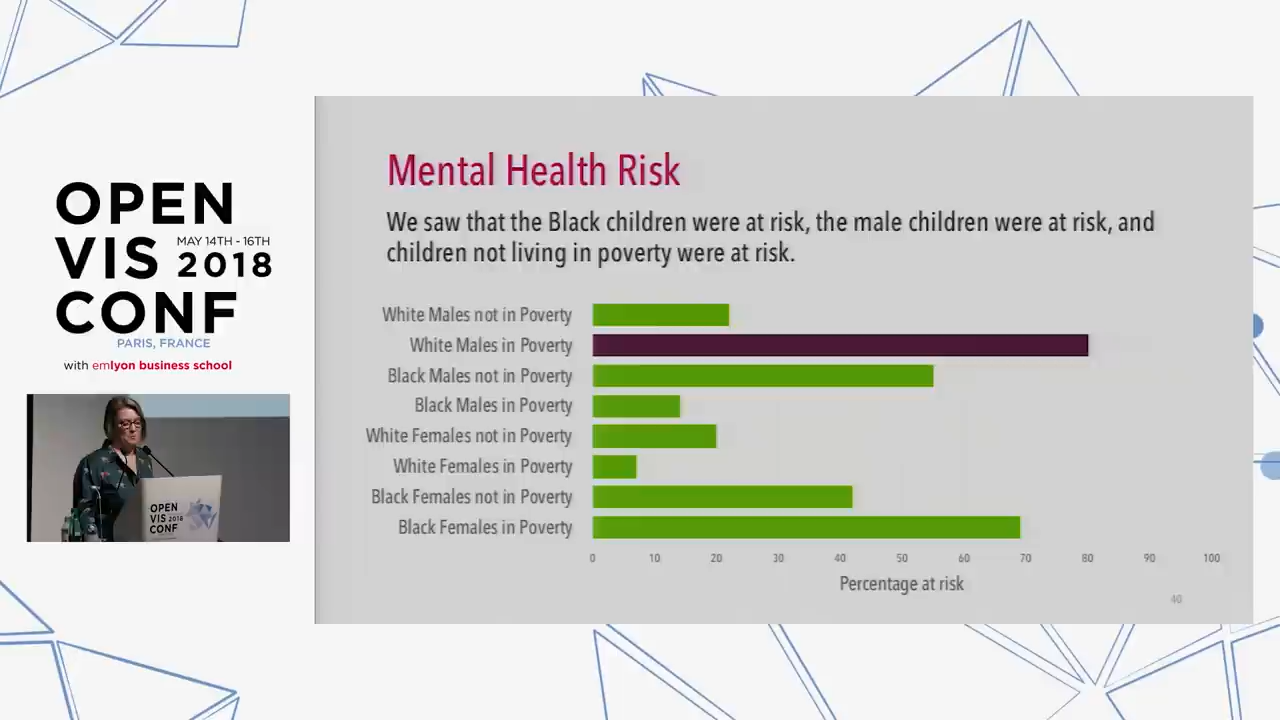 OPEN
VIS MAY 14TH - 16TH
2018
CONF
PARIS, FRANCE
with emlyon business school
OPEN
VIS 2018
CONF
Mental Health Risk
We saw that the Black children were at risk, the male children were at risk, and
children not living in poverty were at risk.
White Males not in Poverty
White Males in Poverty
Black Males not in Poverty
Black Males in Poverty
White Females not in Poverty
White Females in Poverty
Black Females not in Poverty
Black Females in Poverty
0 10 20 30 40 50 60 70 80 90 100
Percentage at risk
40